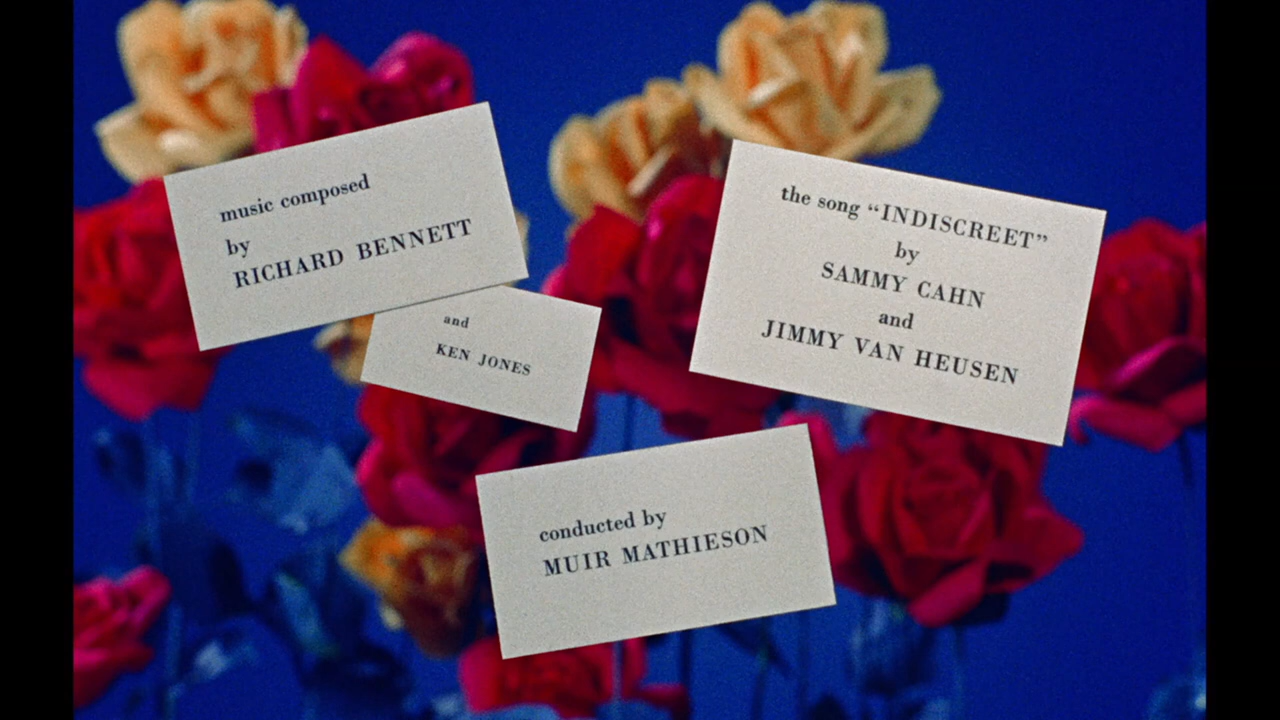 music composed
by
RICHARD BENNETT
and
KEN JONES
the song “INDISCREET”
by
SAMMY CAHN
and
JIMMY VAN HEUSEN
conducted by
MUIR MATHIESON